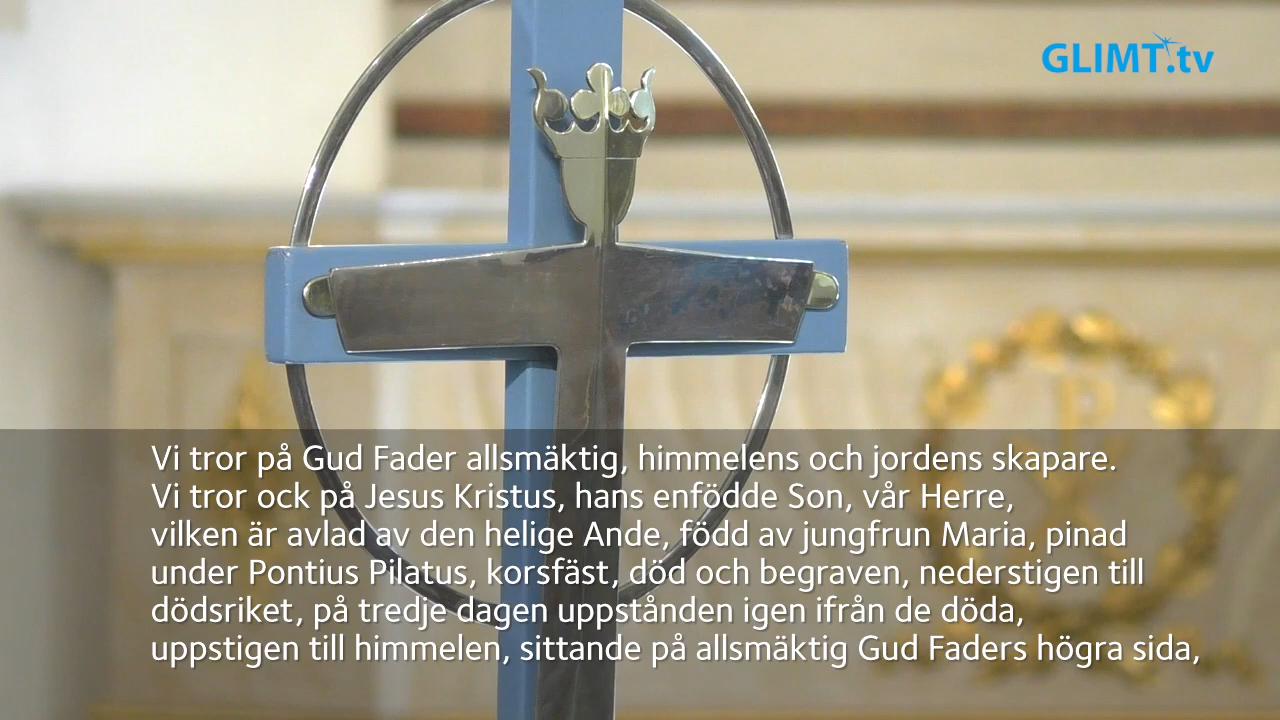 GLIMT.tv
Vi tror på Gud Fader allsmäktig, himmelens och jordens skapare.
Vi tror ock på Jesus Kristus, hans enfödde Son, vår Herre,
vilken är avlad av den helige Ande, född av jungfrun Maria, pinad
under Pontius Pilatus, korsfäst, död och begraven, nederstigen till
dödsriket, på tredje dagen uppstånden igen ifrån de döda,
uppstigen till himmelen, sittande på allsmäktig Gud Faders högra sida,